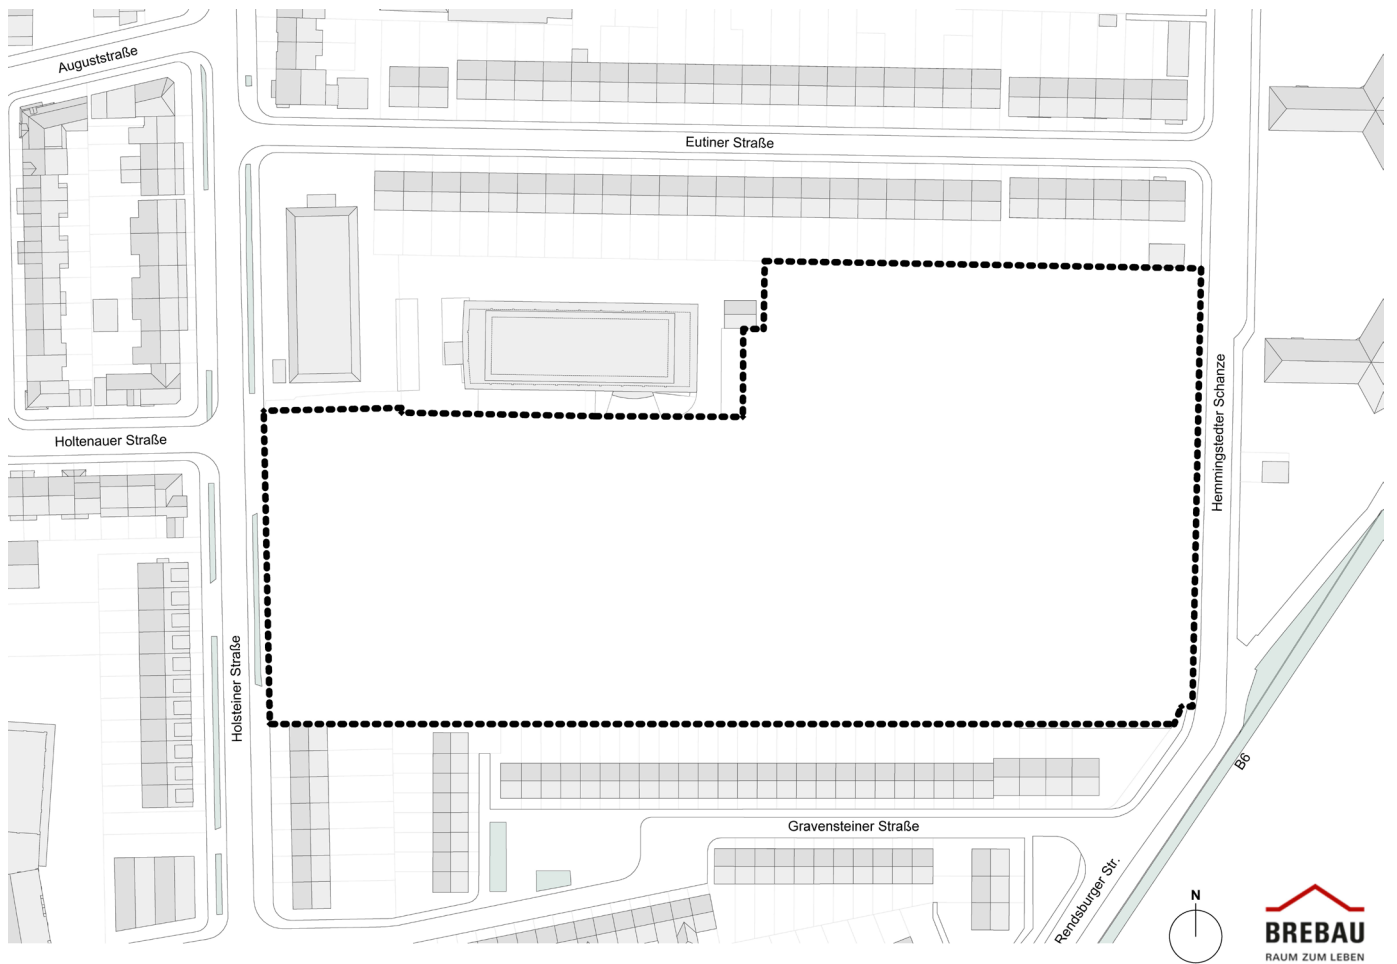 Auguststraße
Eutiner Straße
Holtenauer Straße
Hemmingstedter Schanze
Holsteiner Straße
B6
Gravensteiner Straße
Rendsburger Str.
N
BREBAU
RAUM ZUM LEBEN